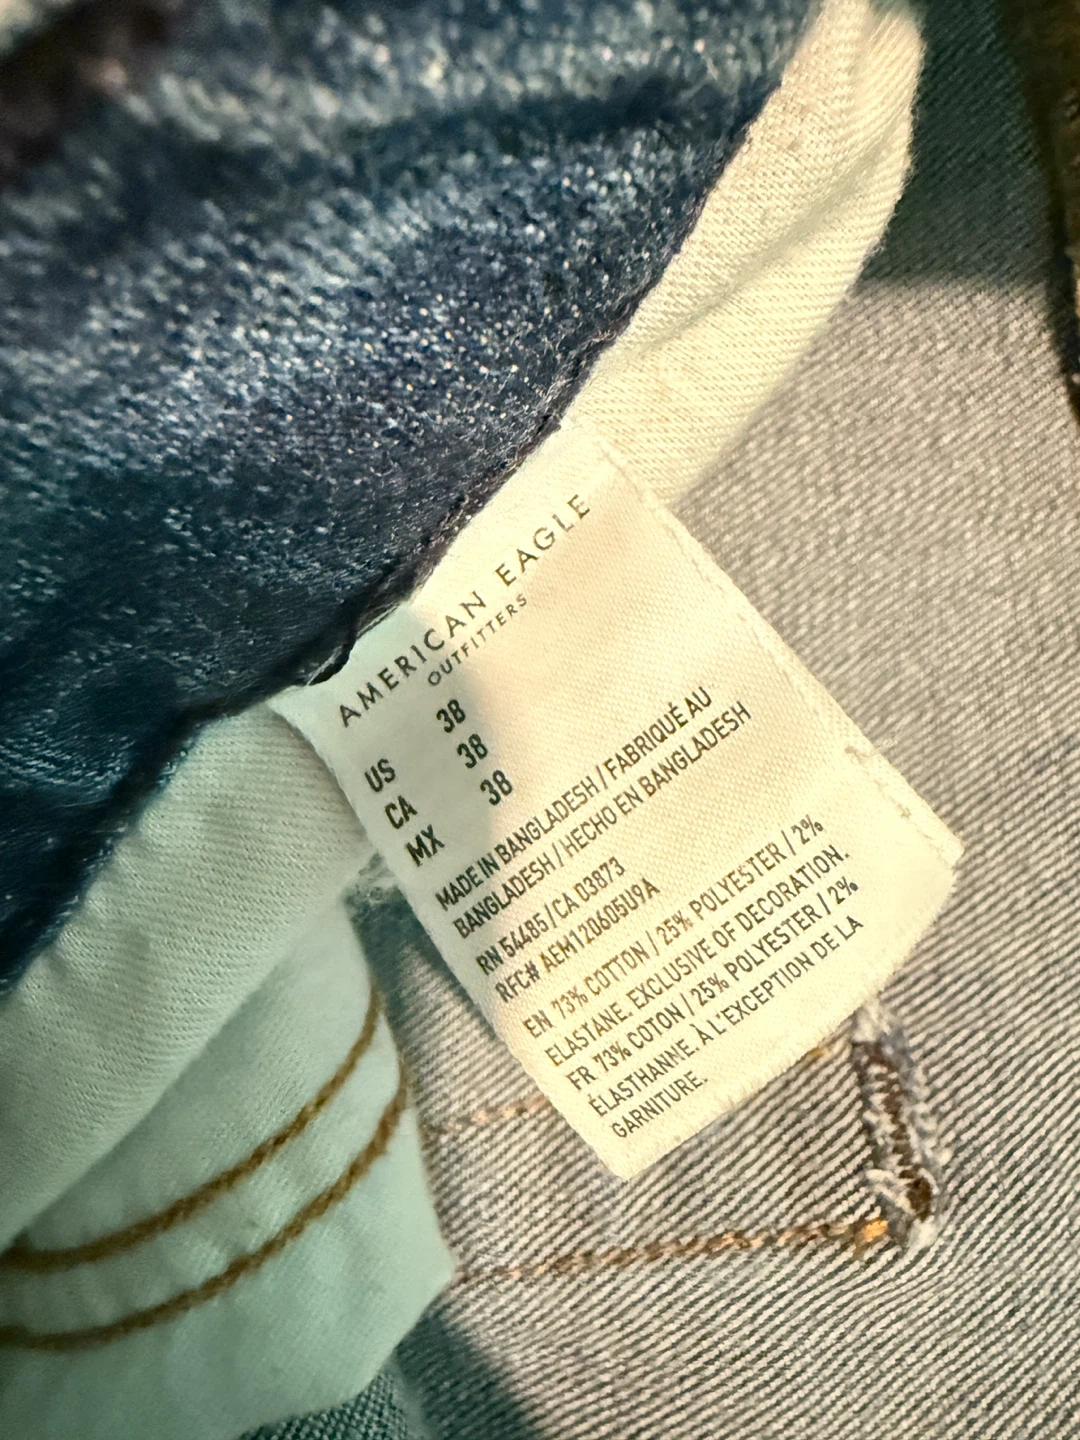 AMERICAN EAGLE
OUTFITTERS
US 38
CA 38
MX 38
MADE IN BANGLADESH / FABRIQUÉ AU
BANGLADESH / HECHO EN BANGLADESH
RN 54485 / CA 03873
RFC# AEM120605U9A
EN 73% COTTON / 25% POLYESTER / 2%
ELASTANE. EXCLUSIVE OF DECORATION.
FR 73% COTON / 25% POLYESTER / 2%
ÉLASTHANNE. À L'EXCEPTION DE LA
GARNITURE.